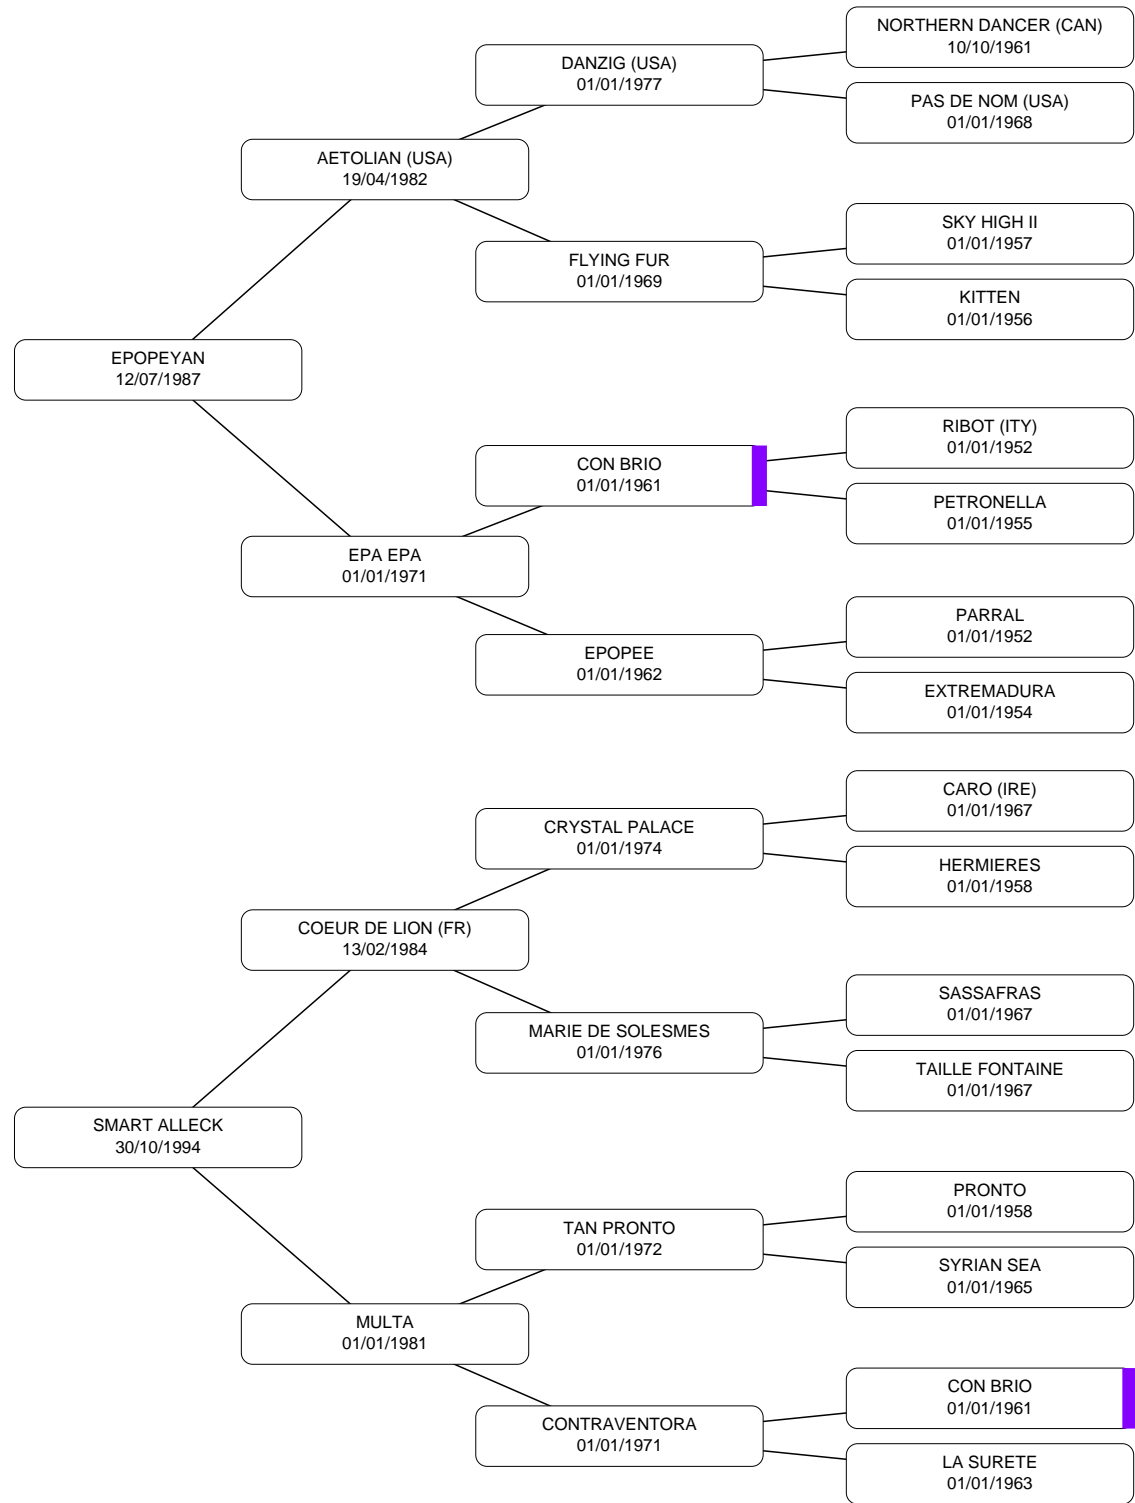 NORTHERN DANCER (CAN)
10/10/1961
DANZIG (USA)
01/01/1977
PAS DE NOM (USA)
01/01/1968
AETOLIAN (USA)
19/04/1982
SKY HIGH II
01/01/1957
FLYING FUR
01/01/1969
KITTEN
01/01/1956
EPOPEYAN
12/07/1987
RIBOT (ITY)
01/01/1952
CON BRIO
01/01/1961
PETRONELLA
01/01/1955
EPA EPA
01/01/1971
PARRAL
01/01/1952
EPOPEE
01/01/1962
EXTREMADURA
01/01/1954
CARO (IRE)
01/01/1967
CRYSTAL PALACE
01/01/1974
HERMIERES
01/01/1958
COEUR DE LION (FR)
13/02/1984
SASSAFRAS
01/01/1967
MARIE DE SOLESMES
01/01/1976
TAILLE FONTAINE
01/01/1967
SMART ALLECK
30/10/1994
PRONTO
01/01/1958
TAN PRONTO
01/01/1972
SYRIAN SEA
01/01/1965
MULTA
01/01/1981
CON BRIO
01/01/1961
CONTRAVENTORA
01/01/1971
LA SURETE
01/01/1963